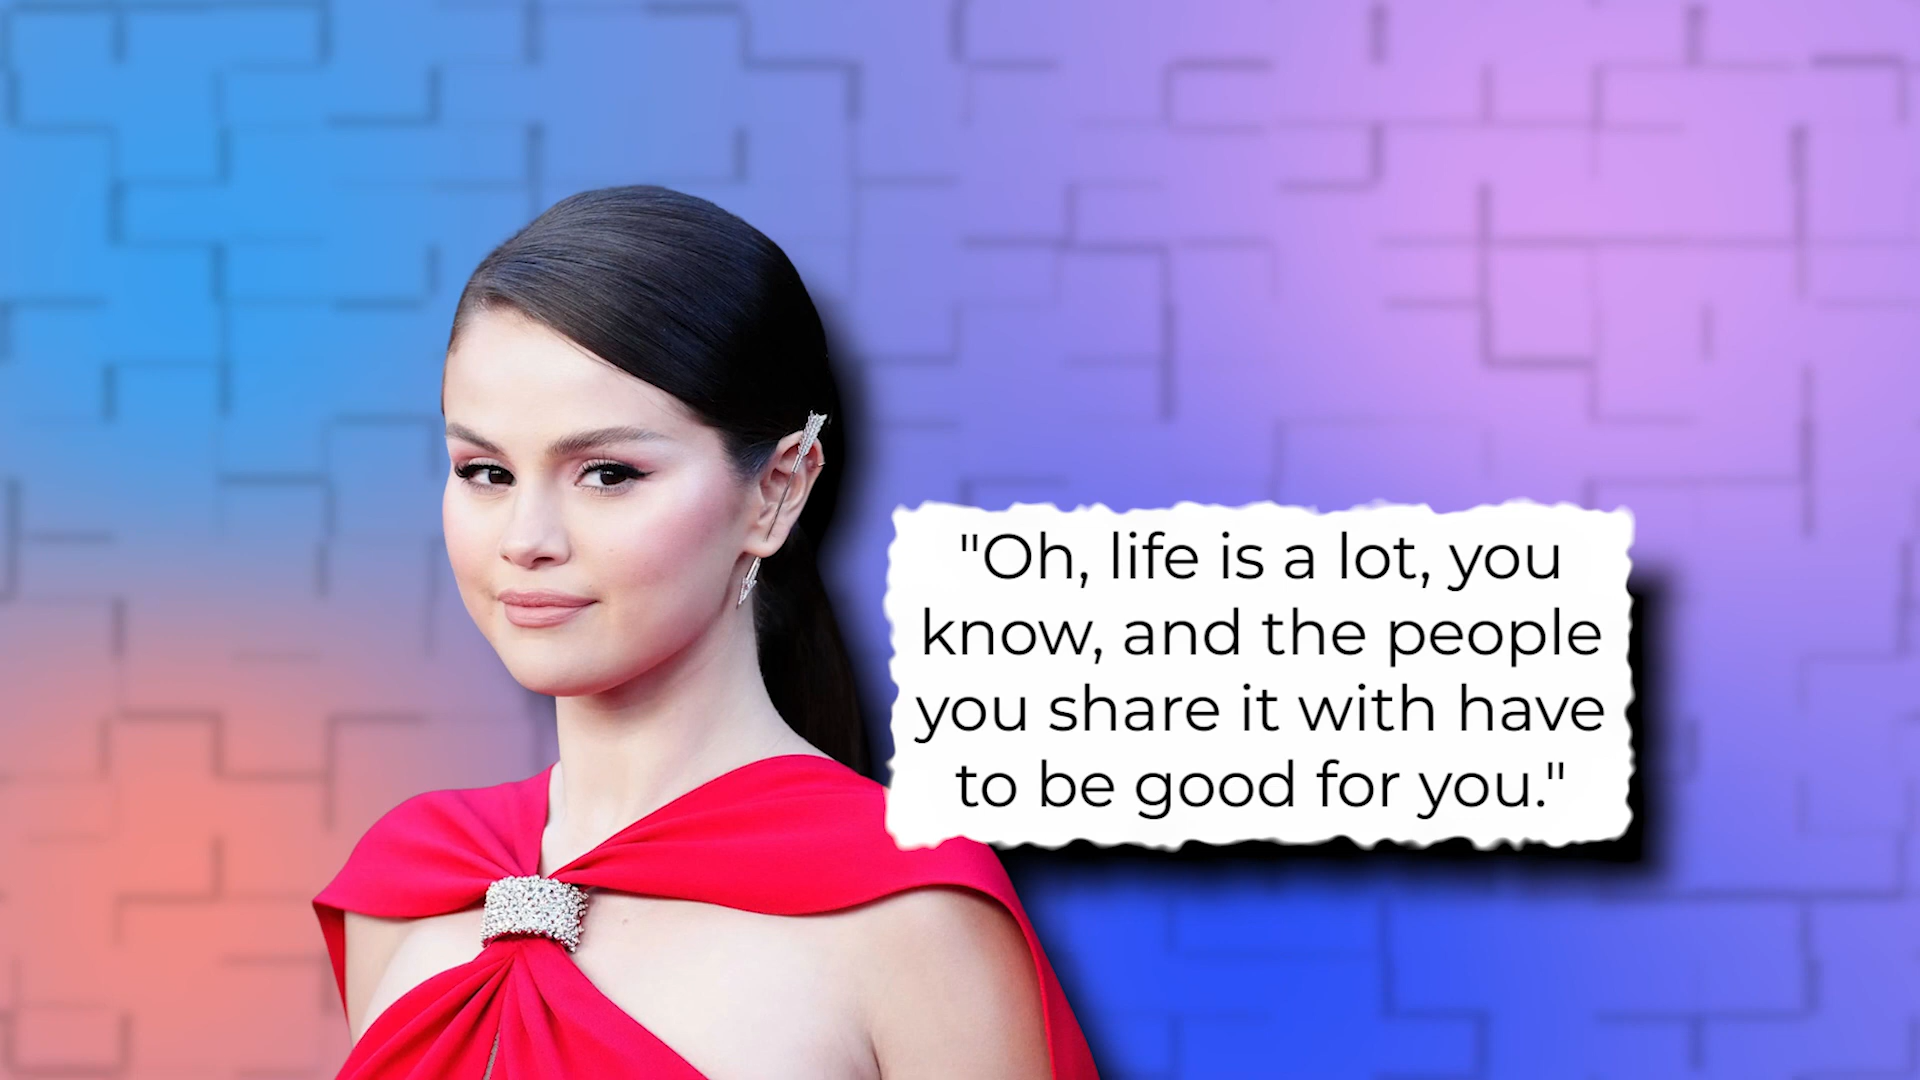 "Oh, life is a lot, you
know, and the people
you share it with have
to be good for you."